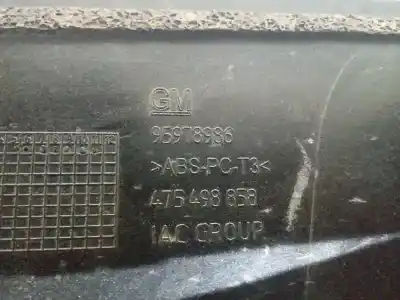 GM
95978986
>ABS-PC-T3<
475 498 858
IAC GROUP